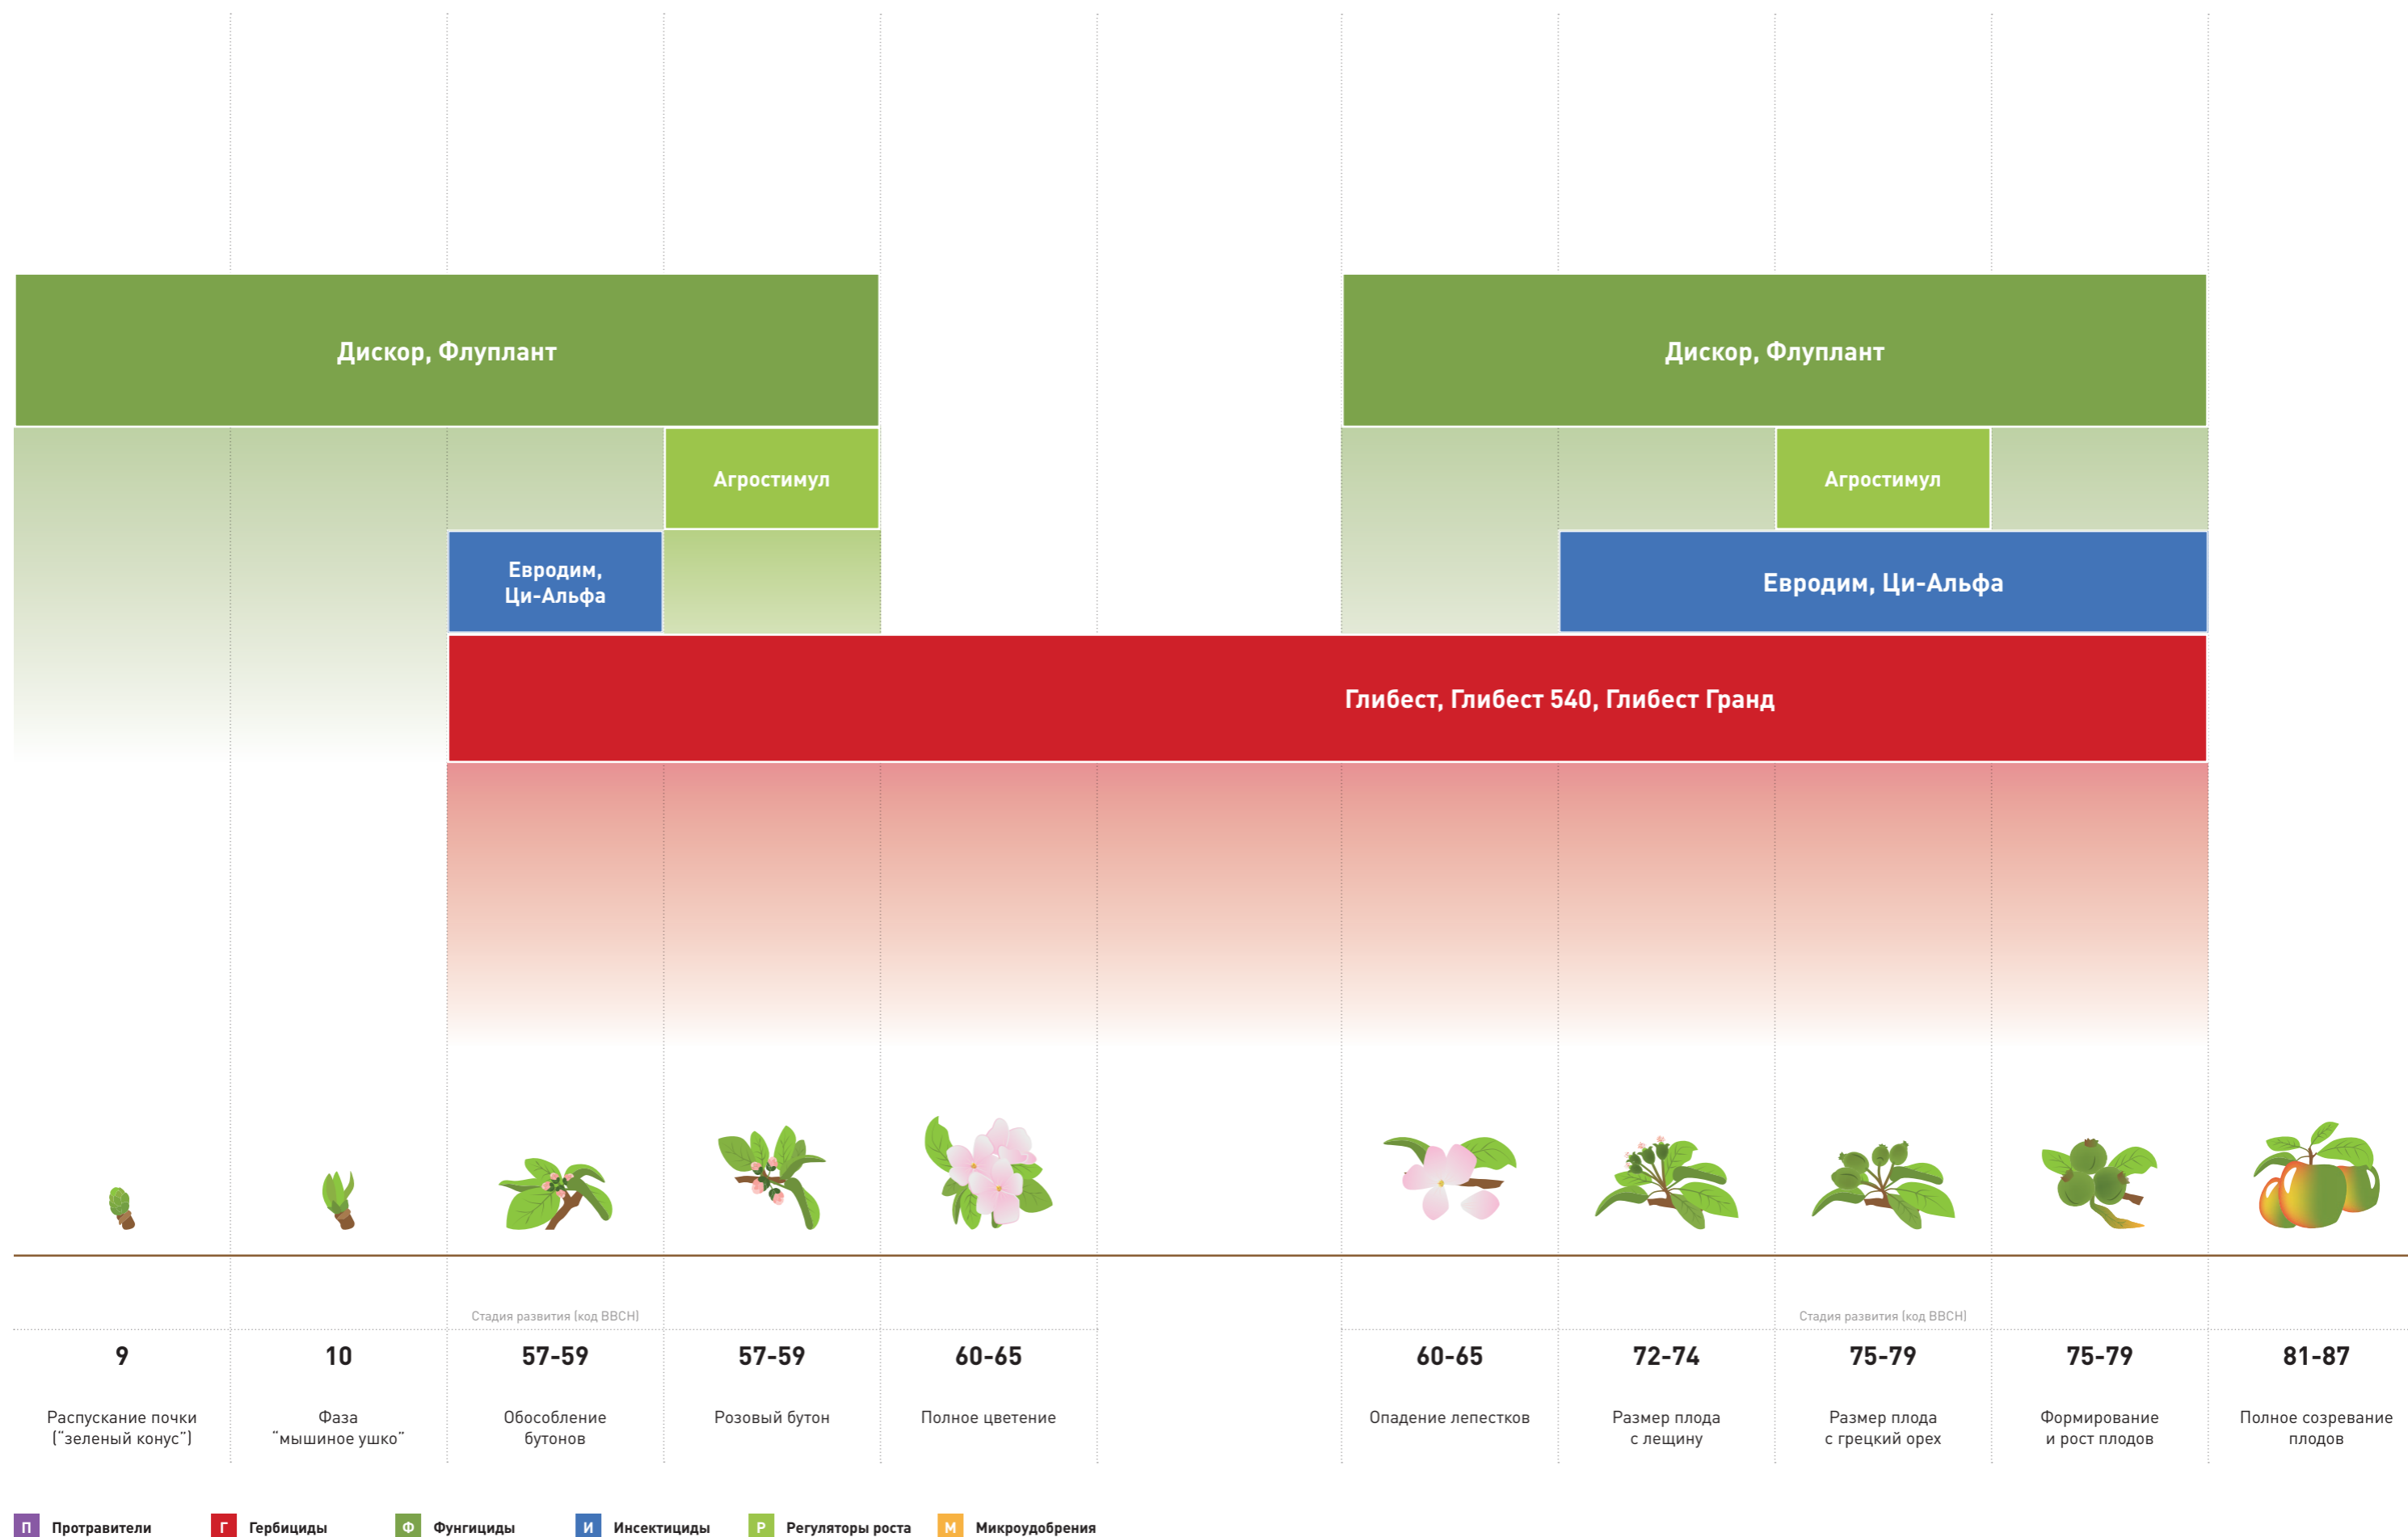 Дискор, Флуплант
Дискор, Флуплант
Агростимул
Агростимул
Евродим,
Ци-Альфа
Евродим, Ци-Альфа
Глибест, Глибест 540, Глибест Гранд
Стадия развития (код BBCH)
Стадия развития (код BBCH)
9
10
57-59
57-59
60-65
60-65
72-74
75-79
75-79
81-87
Распускание почки
("зеленый конус")
Фаза
"мышиное ушко"
Обособление
бутонов
Розовый бутон
Полное цветение
Опадение лепестков
Размер плода
с лещину
Размер плода
с грецкий орех
Формирование
и рост плодов
Полное созревание
плодов
П Протравители
Г Гербициды
Ф Фунгициды
И Инсектициды
Р Регуляторы роста
М Микроудобрения